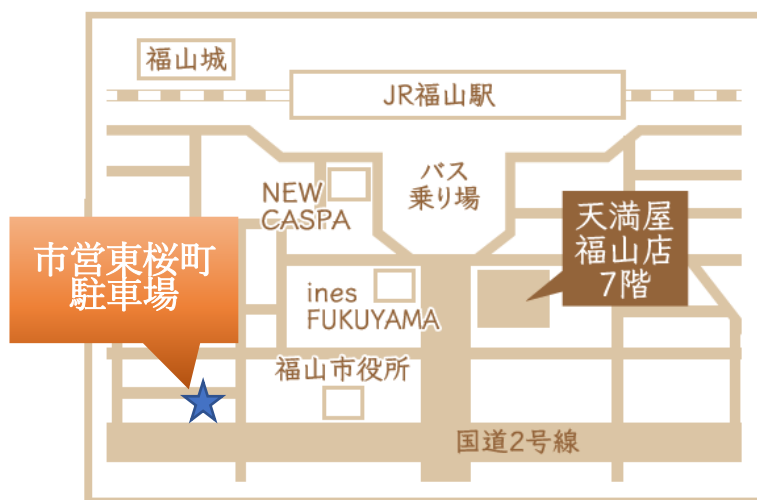 福山城
JR福山駅
バス
乗り場
NEW
CASPA
天満屋
福山店
7階
市営東桜町
駐車場
ines
FUKUYAMA
福山市役所
国道2号線